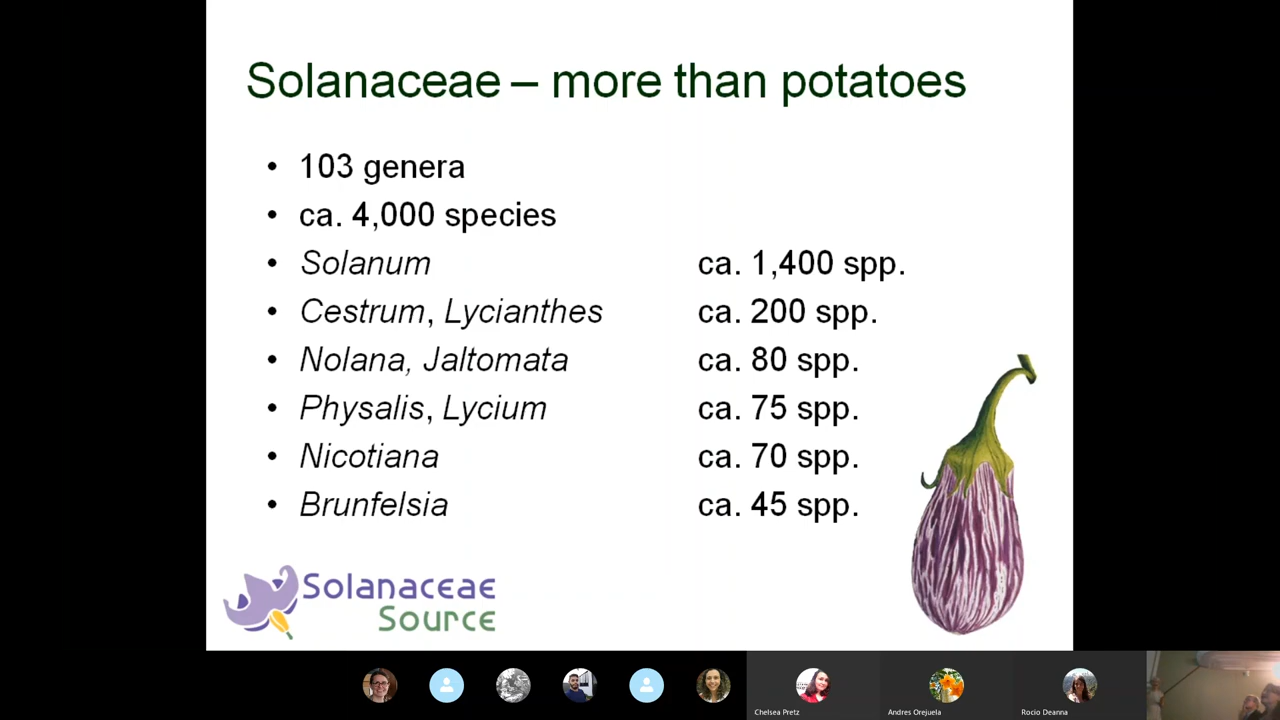 Solanaceae – more than potatoes
• 103 genera
• ca. 4,000 species
• Solanum ca. 1,400 spp.
• Cestrum, Lycianthes ca. 200 spp.
• Nolana, Jaltomata ca. 80 spp.
• Physalis, Lycium ca. 75 spp.
• Nicotiana ca. 70 spp.
• Brunfelsia ca. 45 spp.
Solanaceae
Source
Chelsea Pretz Andres Orejuela Rocio Deanna